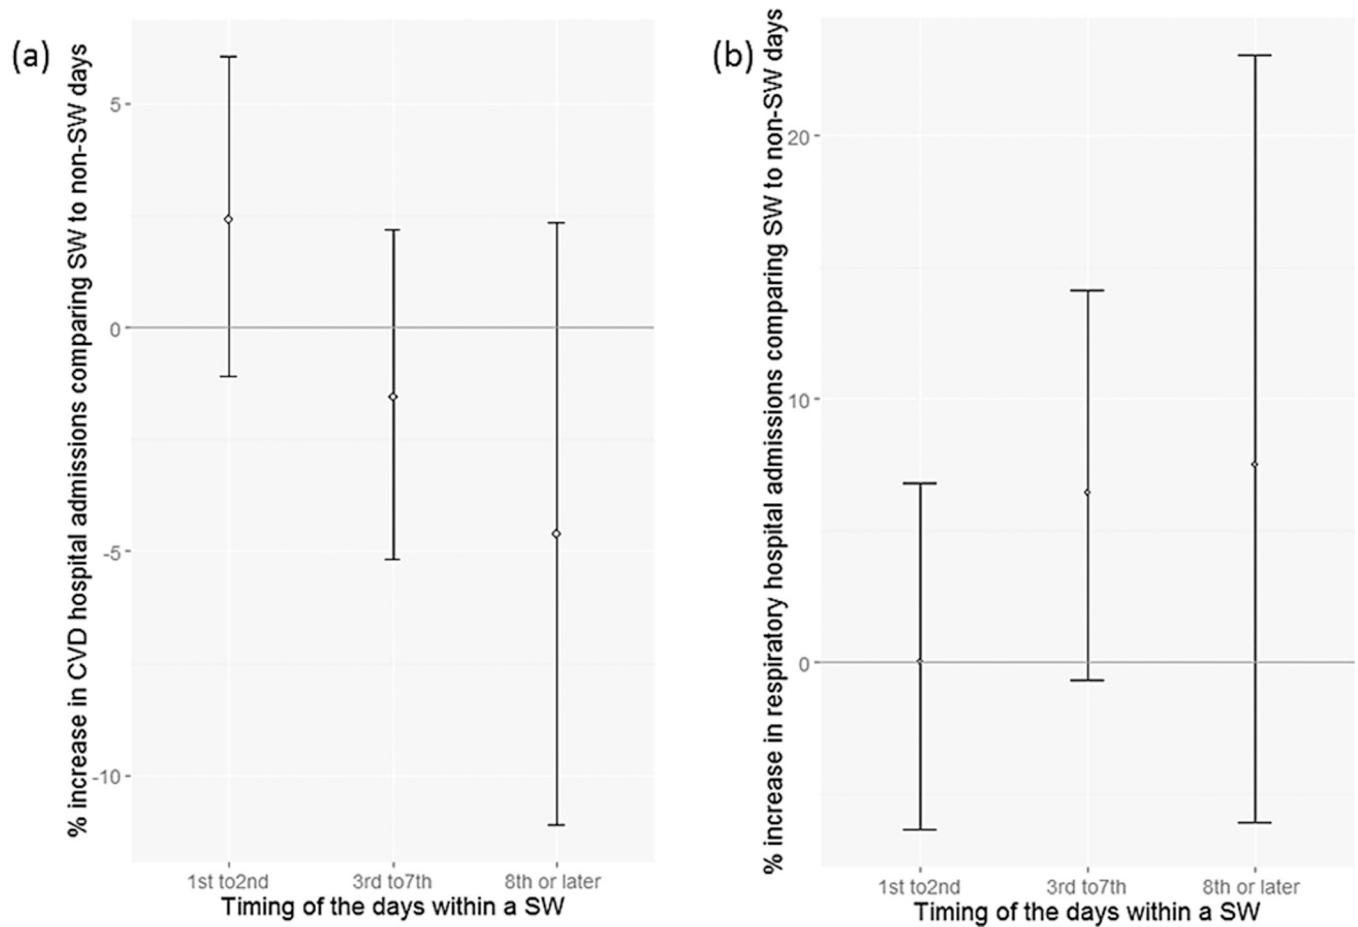 (a)
% increase in CVD hospital admissions comparing SW to non-SW days
5
0
-5
-10
1st to2nd
3rd to7th
8th or later
Timing of the days within a SW
(b)
% increase in respiratory hospital admissions comparing SW to non-SW days
20
10
0
1st to2nd
3rd to7th
8th or later
Timing of the days within a SW